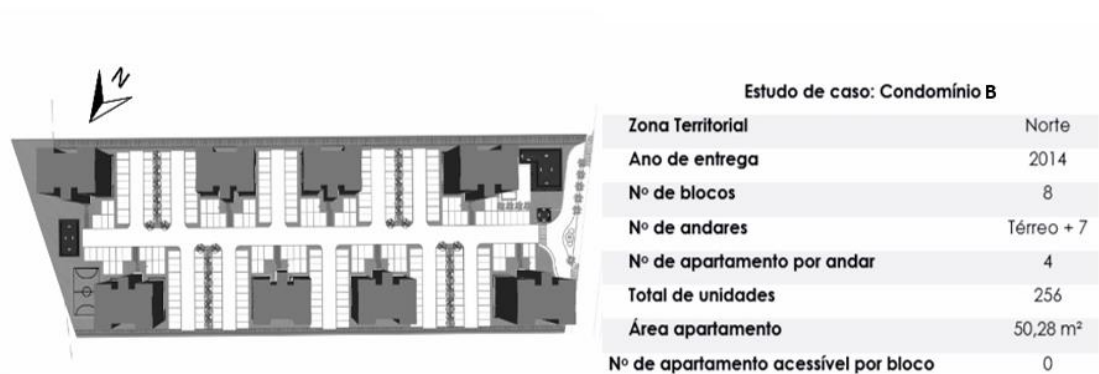 N
Estudo de caso: Condomínio B
Zona Territorial Norte
Ano de entrega 2014
Nº de blocos 8
Nº de andares Térreo + 7
Nº de apartamento por andar 4
Total de unidades 256
Área apartamento 50,28 m²
Nº de apartamento acessível por bloco 0